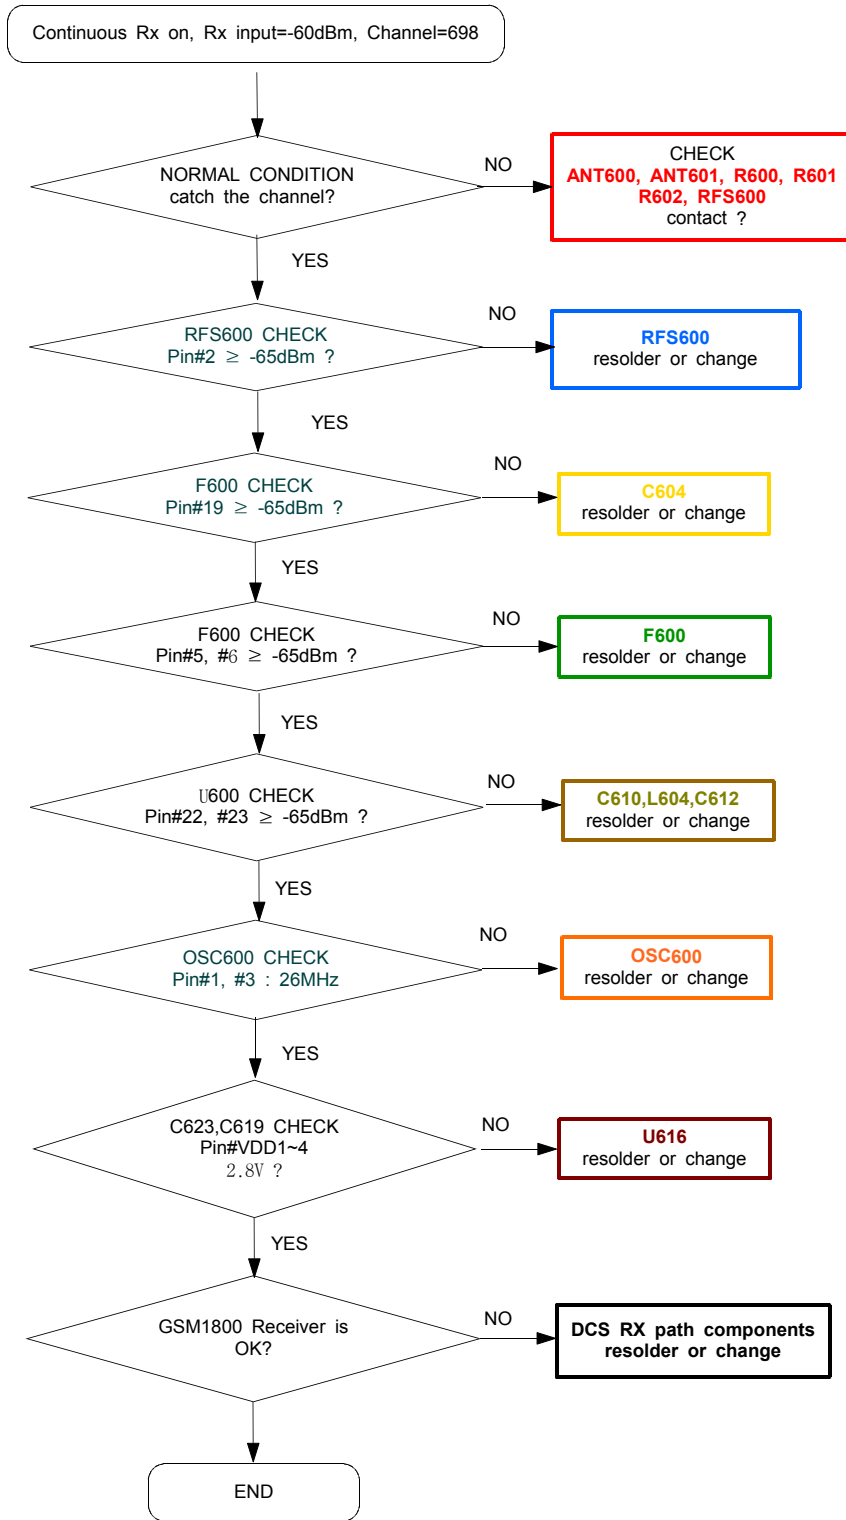 Continuous Rx on, Rx input=-60dBm, Channel=698
NORMAL CONDITION
catch the channel?
NO
CHECK
ANT600, ANT601, R600, R601
R602, RFS600
contact ?
YES
RFS600 CHECK
Pin#2 ≥ -65dBm ?
NO
RFS600
resolder or change
YES
F600 CHECK
Pin#19 ≥ -65dBm ?
NO
C604
resolder or change
YES
F600 CHECK
Pin#5, #6 ≥ -65dBm ?
NO
F600
resolder or change
YES
U600 CHECK
Pin#22, #23 ≥ -65dBm ?
NO
C610,L604,C612
resolder or change
YES
OSC600 CHECK
Pin#1, #3 : 26MHz
NO
OSC600
resolder or change
YES
C623,C619 CHECK
Pin#VDD1~4
2.8V ?
NO
U616
resolder or change
YES
GSM1800 Receiver is
OK?
NO
DCS RX path components
resolder or change
END